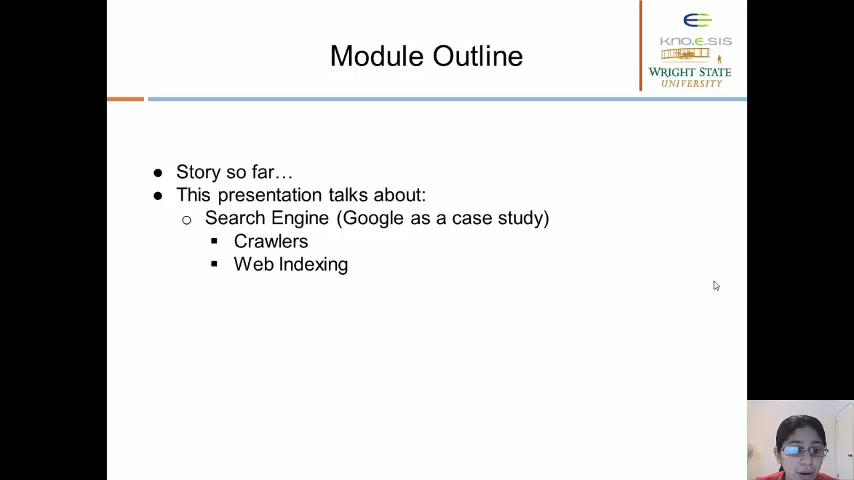 Module Outline
kno.e.sis
WRIGHT STATE
UNIVERSITY
● Story so far…
● This presentation talks about:
o Search Engine (Google as a case study)
▪ Crawlers
▪ Web Indexing